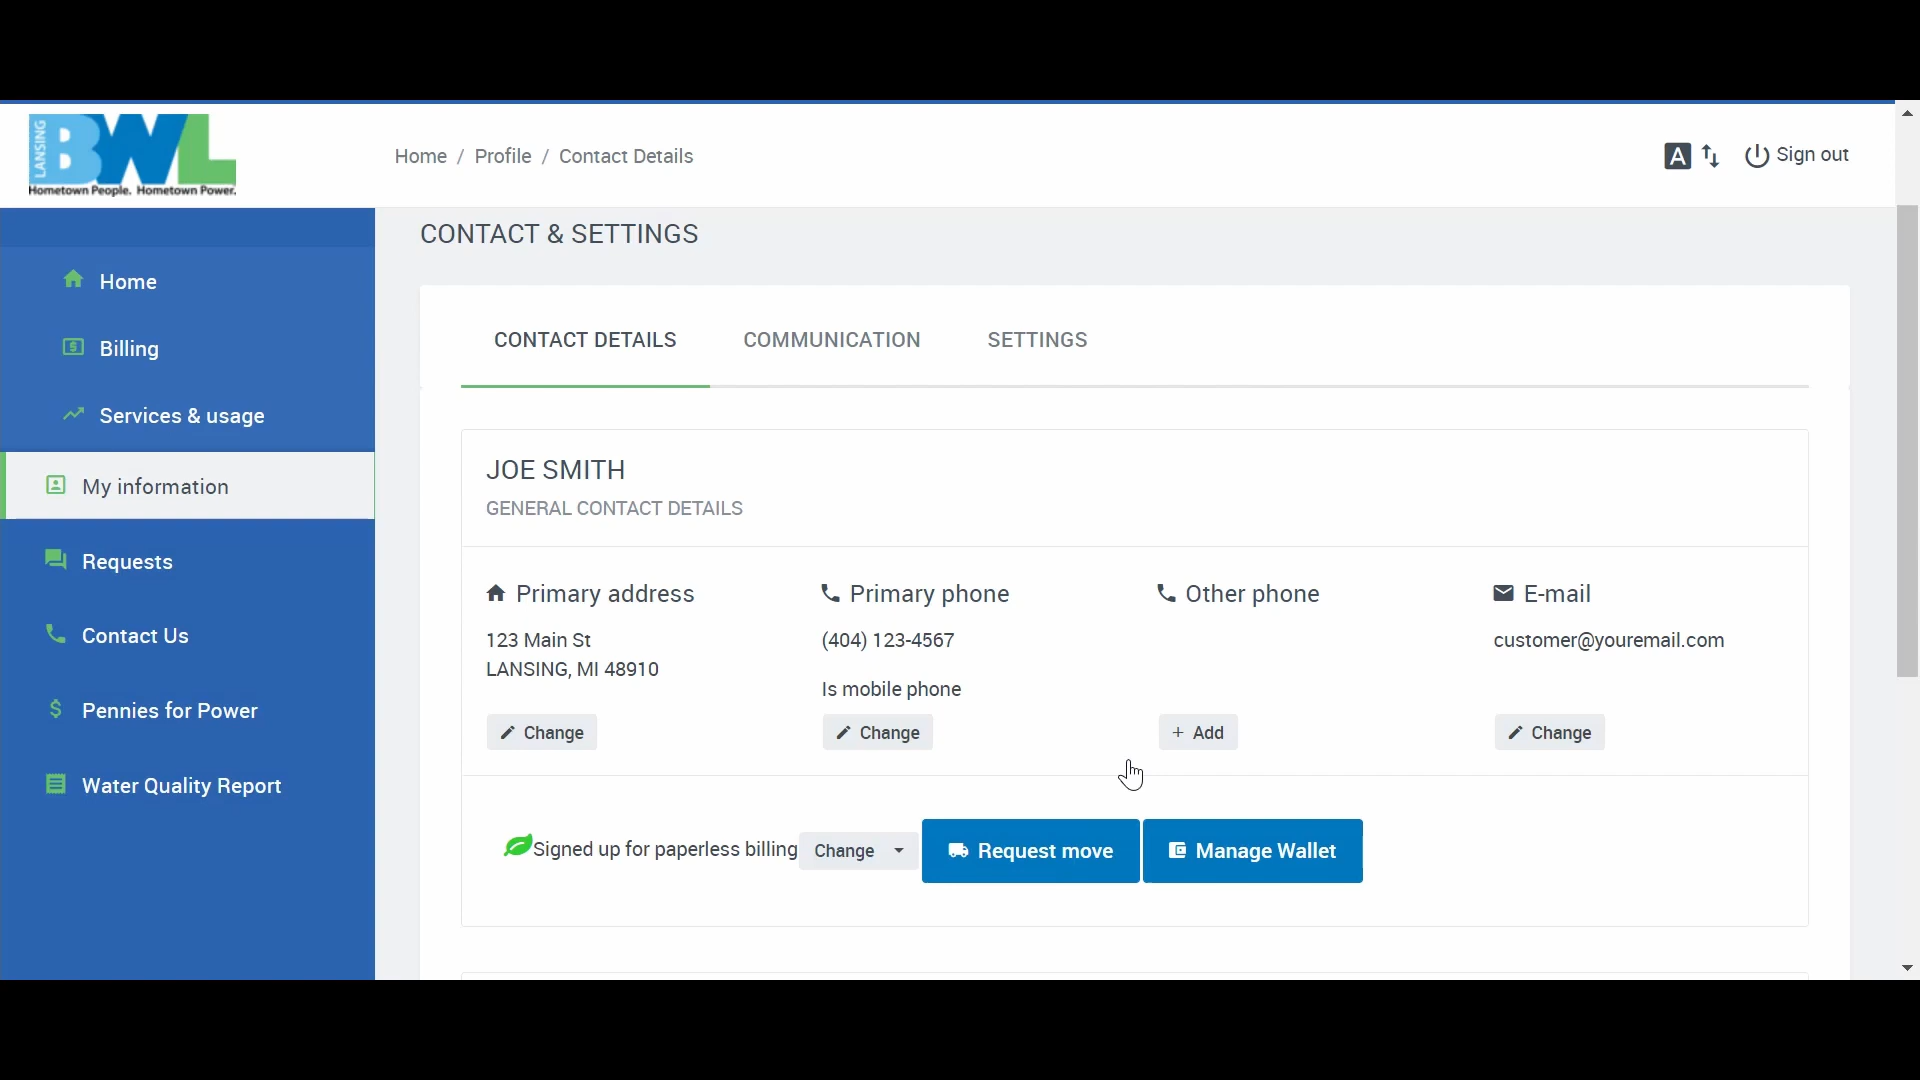 LANSING
BWL
Hometown People. Hometown Power.
Home / Profile / Contact Details
A
Sign out
Home
Billing
Services & usage
My information
Requests
Contact Us
Pennies for Power
Water Quality Report
CONTACT & SETTINGS
CONTACT DETAILS
COMMUNICATION
SETTINGS
JOE SMITH
GENERAL CONTACT DETAILS
Primary address
123 Main St
LANSING, MI 48910
Change
Primary phone
(404) 123-4567
Is mobile phone
Change
Other phone
+ Add
E-mail
customer@youremail.com
Change
Signed up for paperless billing
Change
Request move
Manage Wallet